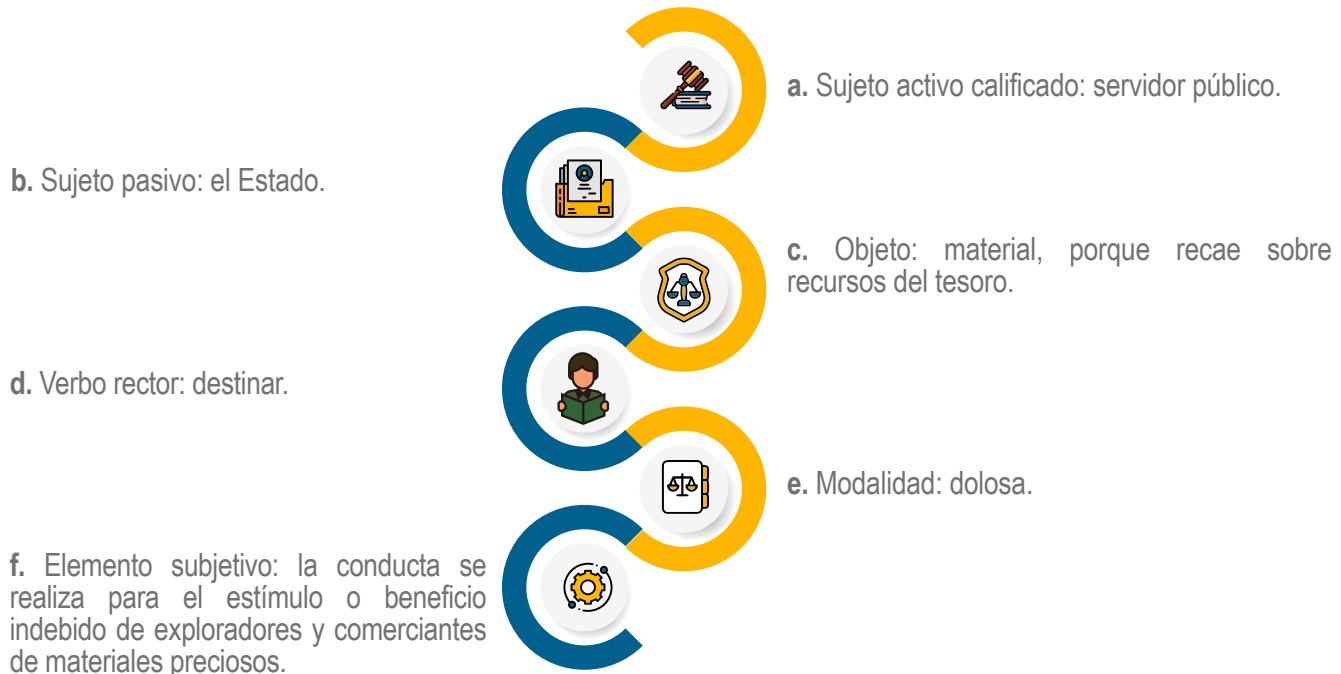 a. Sujeto activo calificado: servidor público.
b. Sujeto pasivo: el Estado.
c. Objeto: material, porque recae sobre
recursos del tesoro.
d. Verbo rector: destinar.
e. Modalidad: dolosa.
f. Elemento subjetivo: la conducta se
realiza para el estímulo o beneficio
indebido de exploradores y comerciantes
de materiales preciosos.